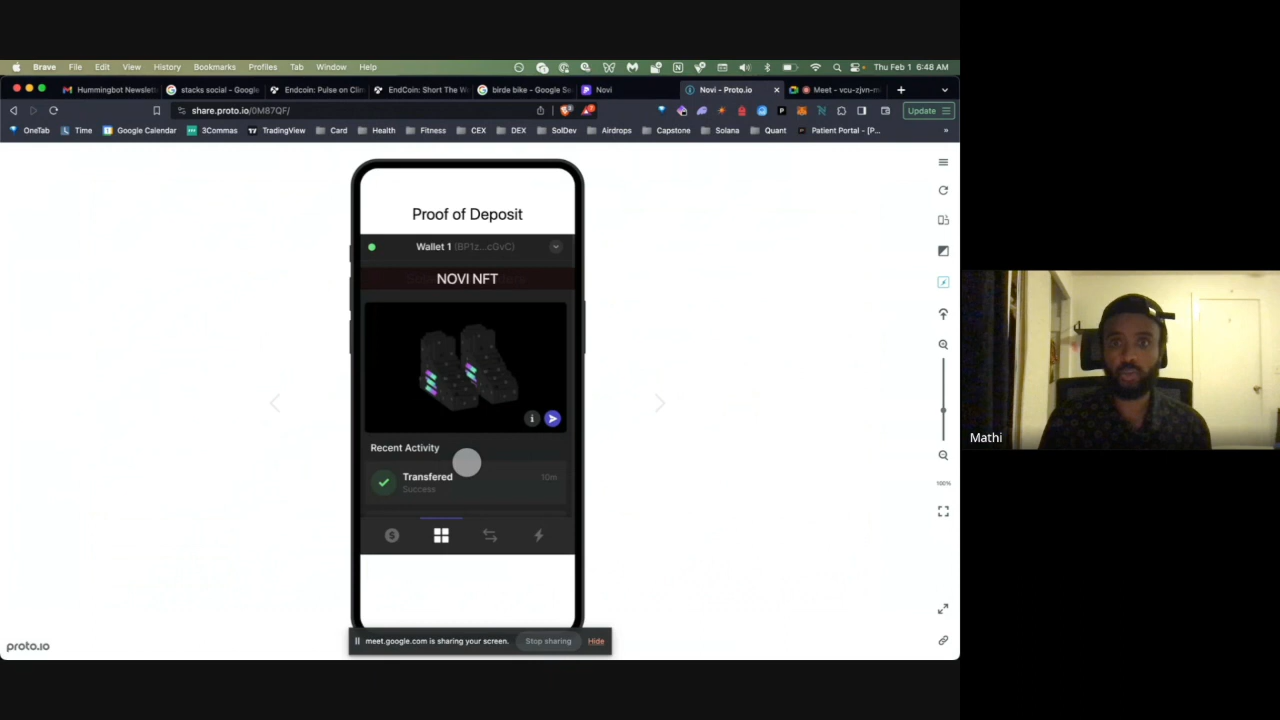 Brave File Edit View History Bookmarks Profiles Tab Window Help Thu Feb 1 6:48 AM
Hummingbot Newslett stacks social - Google Endcoin: Pulse on Clim EndCoin: Short The W birde bike - Google Se Novi Novi - Proto.io Meet - vcu-zjvn-m
share.proto.io/0M87QF/ Update
OneTab Time Google Calendar 3Commas TradingView Card Health Fitness CEX DEX SolDev Airdrops Capstone Solana Quant Patient Portal - [P... »
Proof of Deposit
Wallet 1 (BP1z...cGvC)
NOVI NFT
Recent Activity
Transfered 10m
Success
100%
meet.google.com is sharing your screen. Stop sharing Hide
proto.io
Mathi